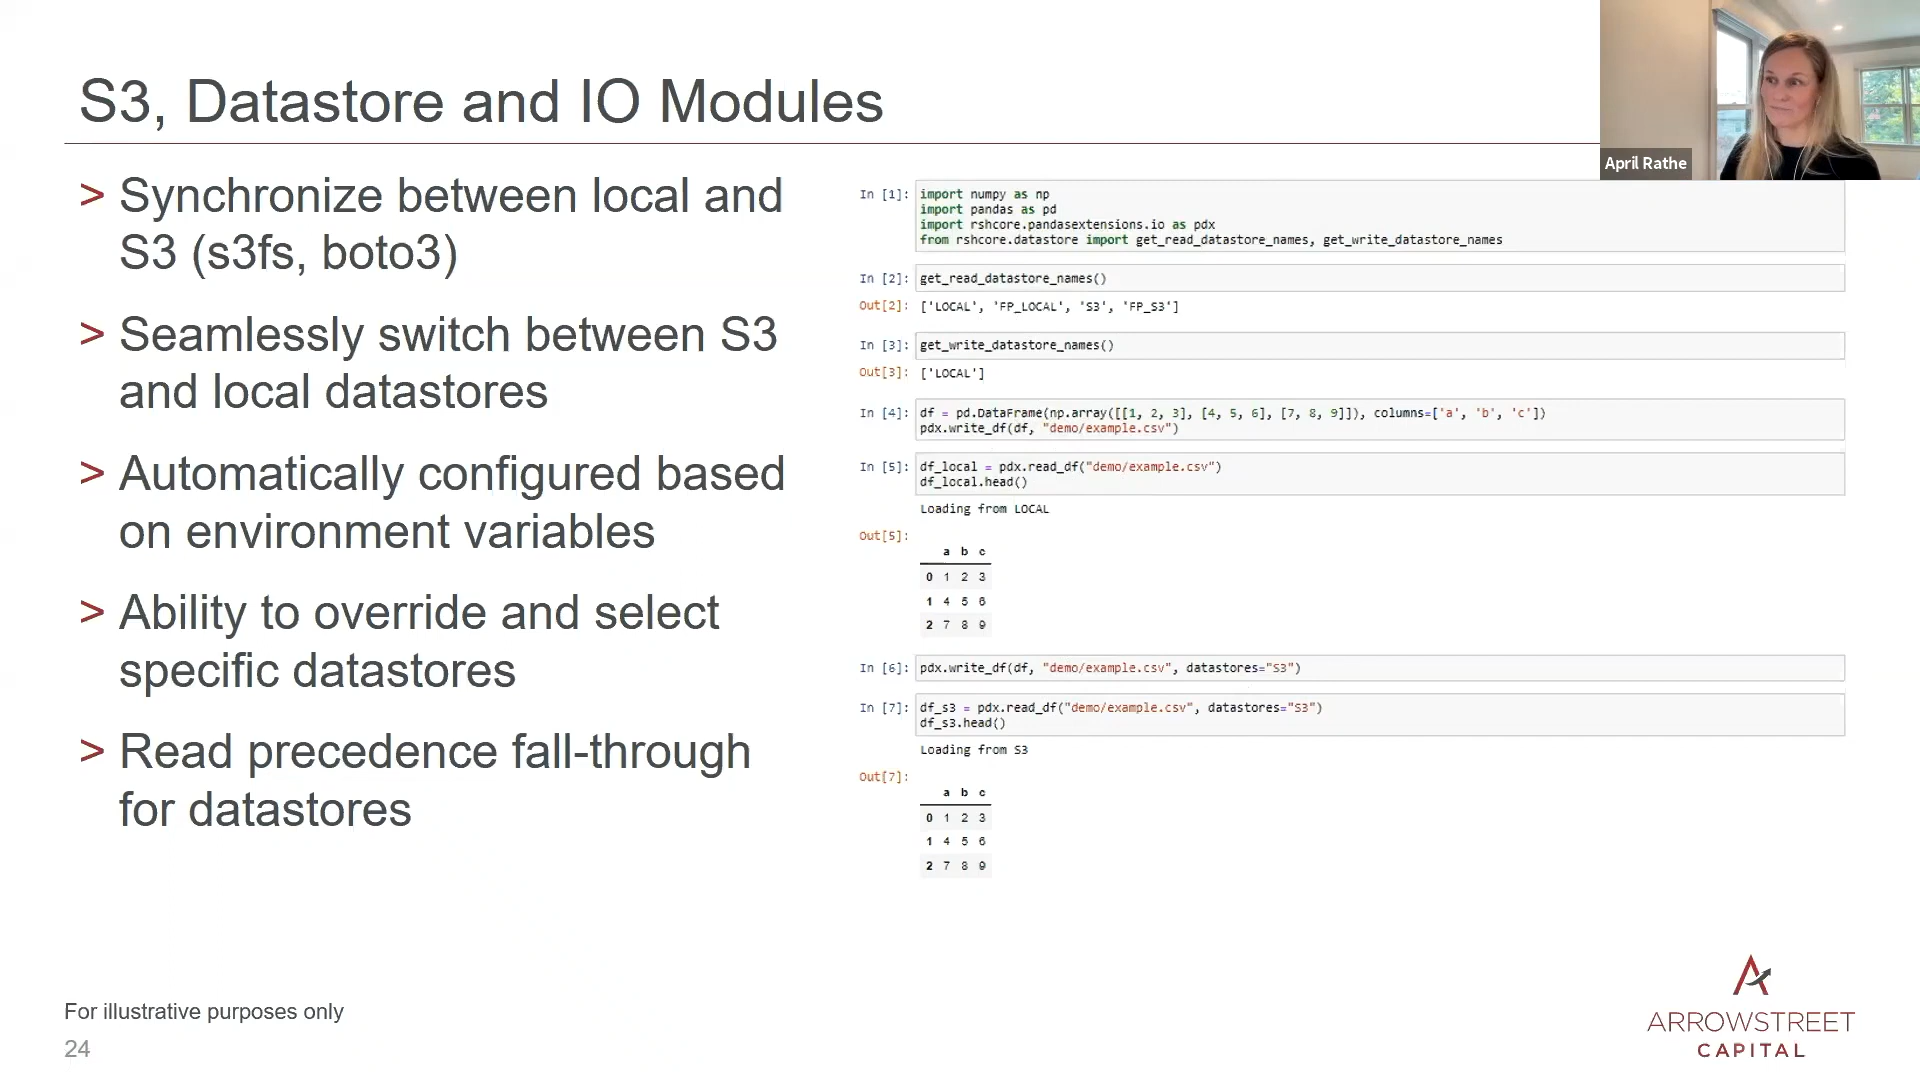 S3, Datastore and IO Modules
April Rathe
> Synchronize between local and
S3 (s3fs, boto3)
> Seamlessly switch between S3
and local datastores
> Automatically configured based
on environment variables
> Ability to override and select
specific datastores
> Read precedence fall-through
for datastores
In [1]: import numpy as np
import pandas as pd
import rshcore.pandasextensions.io as pdx
from rshcore.datastore import get_read_datastore_names, get_write_datastore_names
In [2]: get_read_datastore_names()
Out[2]: ['LOCAL', 'FP_LOCAL', 'S3', 'FP_S3']
In [3]: get_write_datastore_names()
Out[3]: ['LOCAL']
In [4]: df = pd.DataFrame(np.array([[1, 2, 3], [4, 5, 6], [7, 8, 9]]), columns=['a', 'b', 'c'])
pdx.write_df(df, "demo/example.csv")
In [5]: df_local = pdx.read_df("demo/example.csv")
df_local.head()
Loading from LOCAL
Out[5]:
a b c
0 1 2 3
1 4 5 6
2 7 8 9
In [6]: pdx.write_df(df, "demo/example.csv", datastores="S3")
In [7]: df_s3 = pdx.read_df("demo/example.csv", datastores="S3")
df_s3.head()
Loading from S3
Out[7]:
a b c
0 1 2 3
1 4 5 6
2 7 8 9
For illustrative purposes only
24
ARROWSTREET
CAPITAL